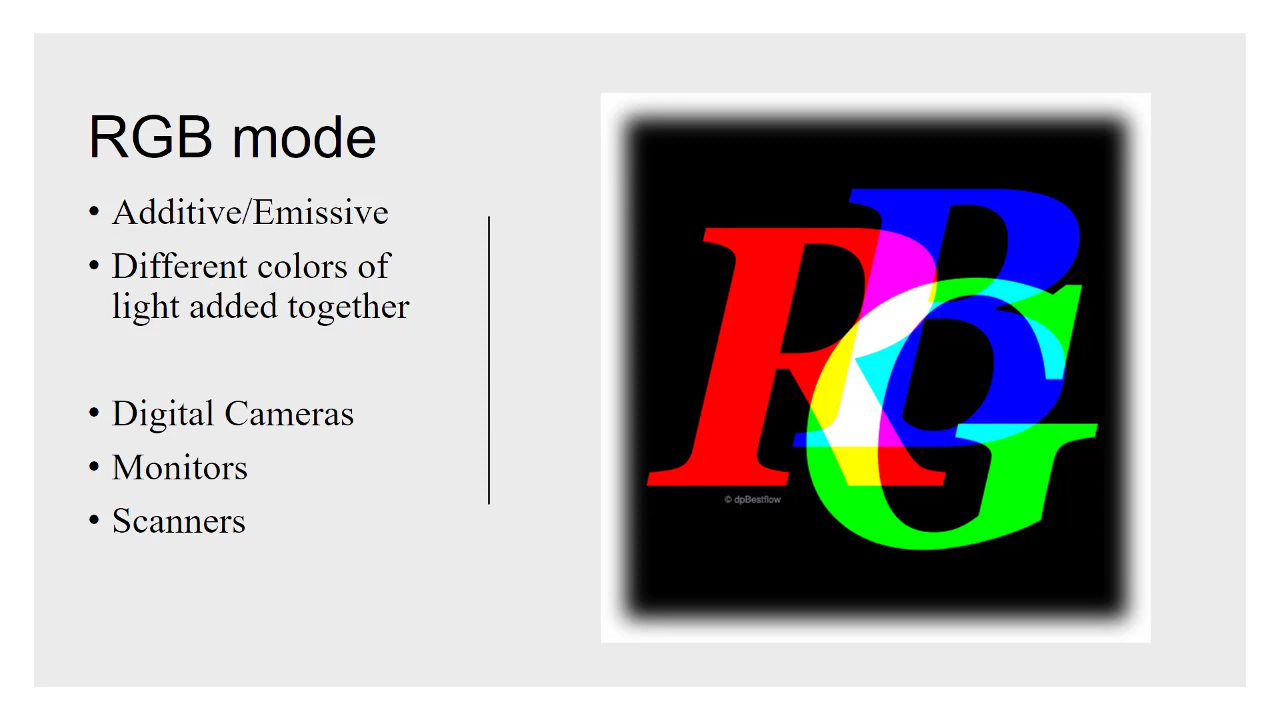 RGB mode
• Additive/Emissive
• Different colors of
light added together
• Digital Cameras
• Monitors
• Scanners
R B G
© dpBestflow